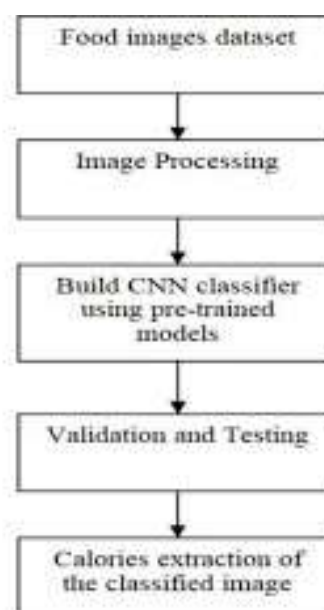 Food images dataset
Image Processing
Build CNN classifier
using pre-trained
models
Validation and Testing
Calories extraction of
the classified image